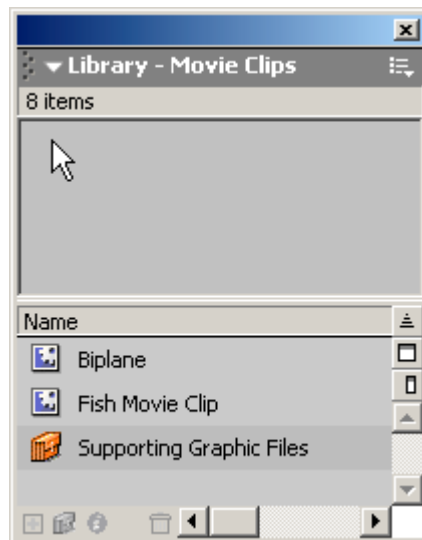 Library - Movie Clips
8 items
Name
Biplane
Fish Movie Clip
Supporting Graphic Files